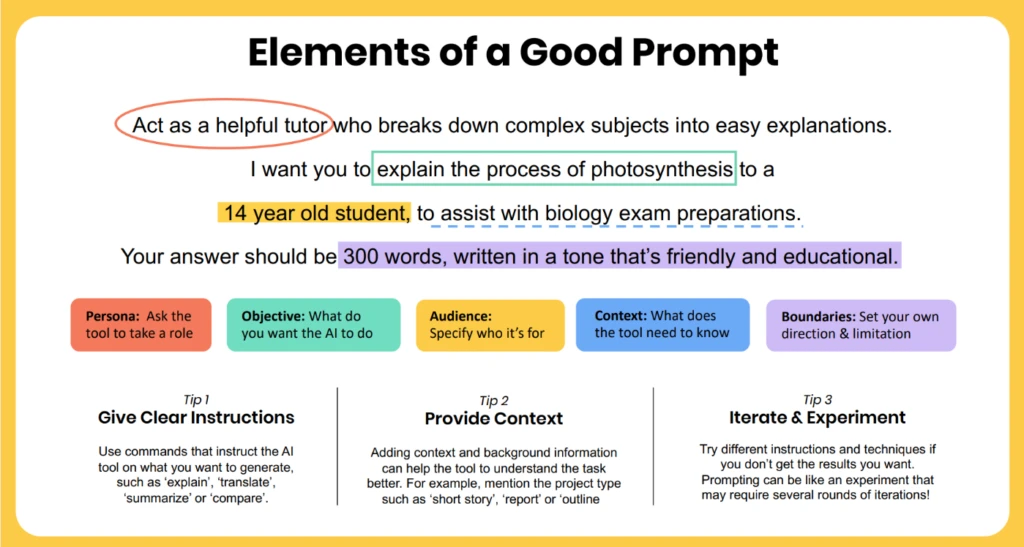 Elements of a Good Prompt
Act as a helpful tutor who breaks down complex subjects into easy explanations.
I want you to explain the process of photosynthesis to a
14 year old student, to assist with biology exam preparations.
Your answer should be 300 words, written in a tone that's friendly and educational.
Persona: Ask the
tool to take a role
Objective: What do
you want the AI to do
Audience:
Specify who it's for
Context: What does
the tool need to know
Boundaries: Set your own
direction & limitation
Tip 1
Give Clear Instructions
Use commands that instruct the AI
tool on what you want to generate,
such as ‘explain’, ‘translate’,
‘summarize’ or ‘compare’.
Tip 2
Provide Context
Adding context and background information
can help the tool to understand the task
better. For example, mention the project type
such as ‘short story’, ‘report’ or ‘outline
Tip 3
Iterate & Experiment
Try different instructions and techniques if
you don’t get the results you want.
Prompting can be like an experiment that
may require several rounds of iterations!